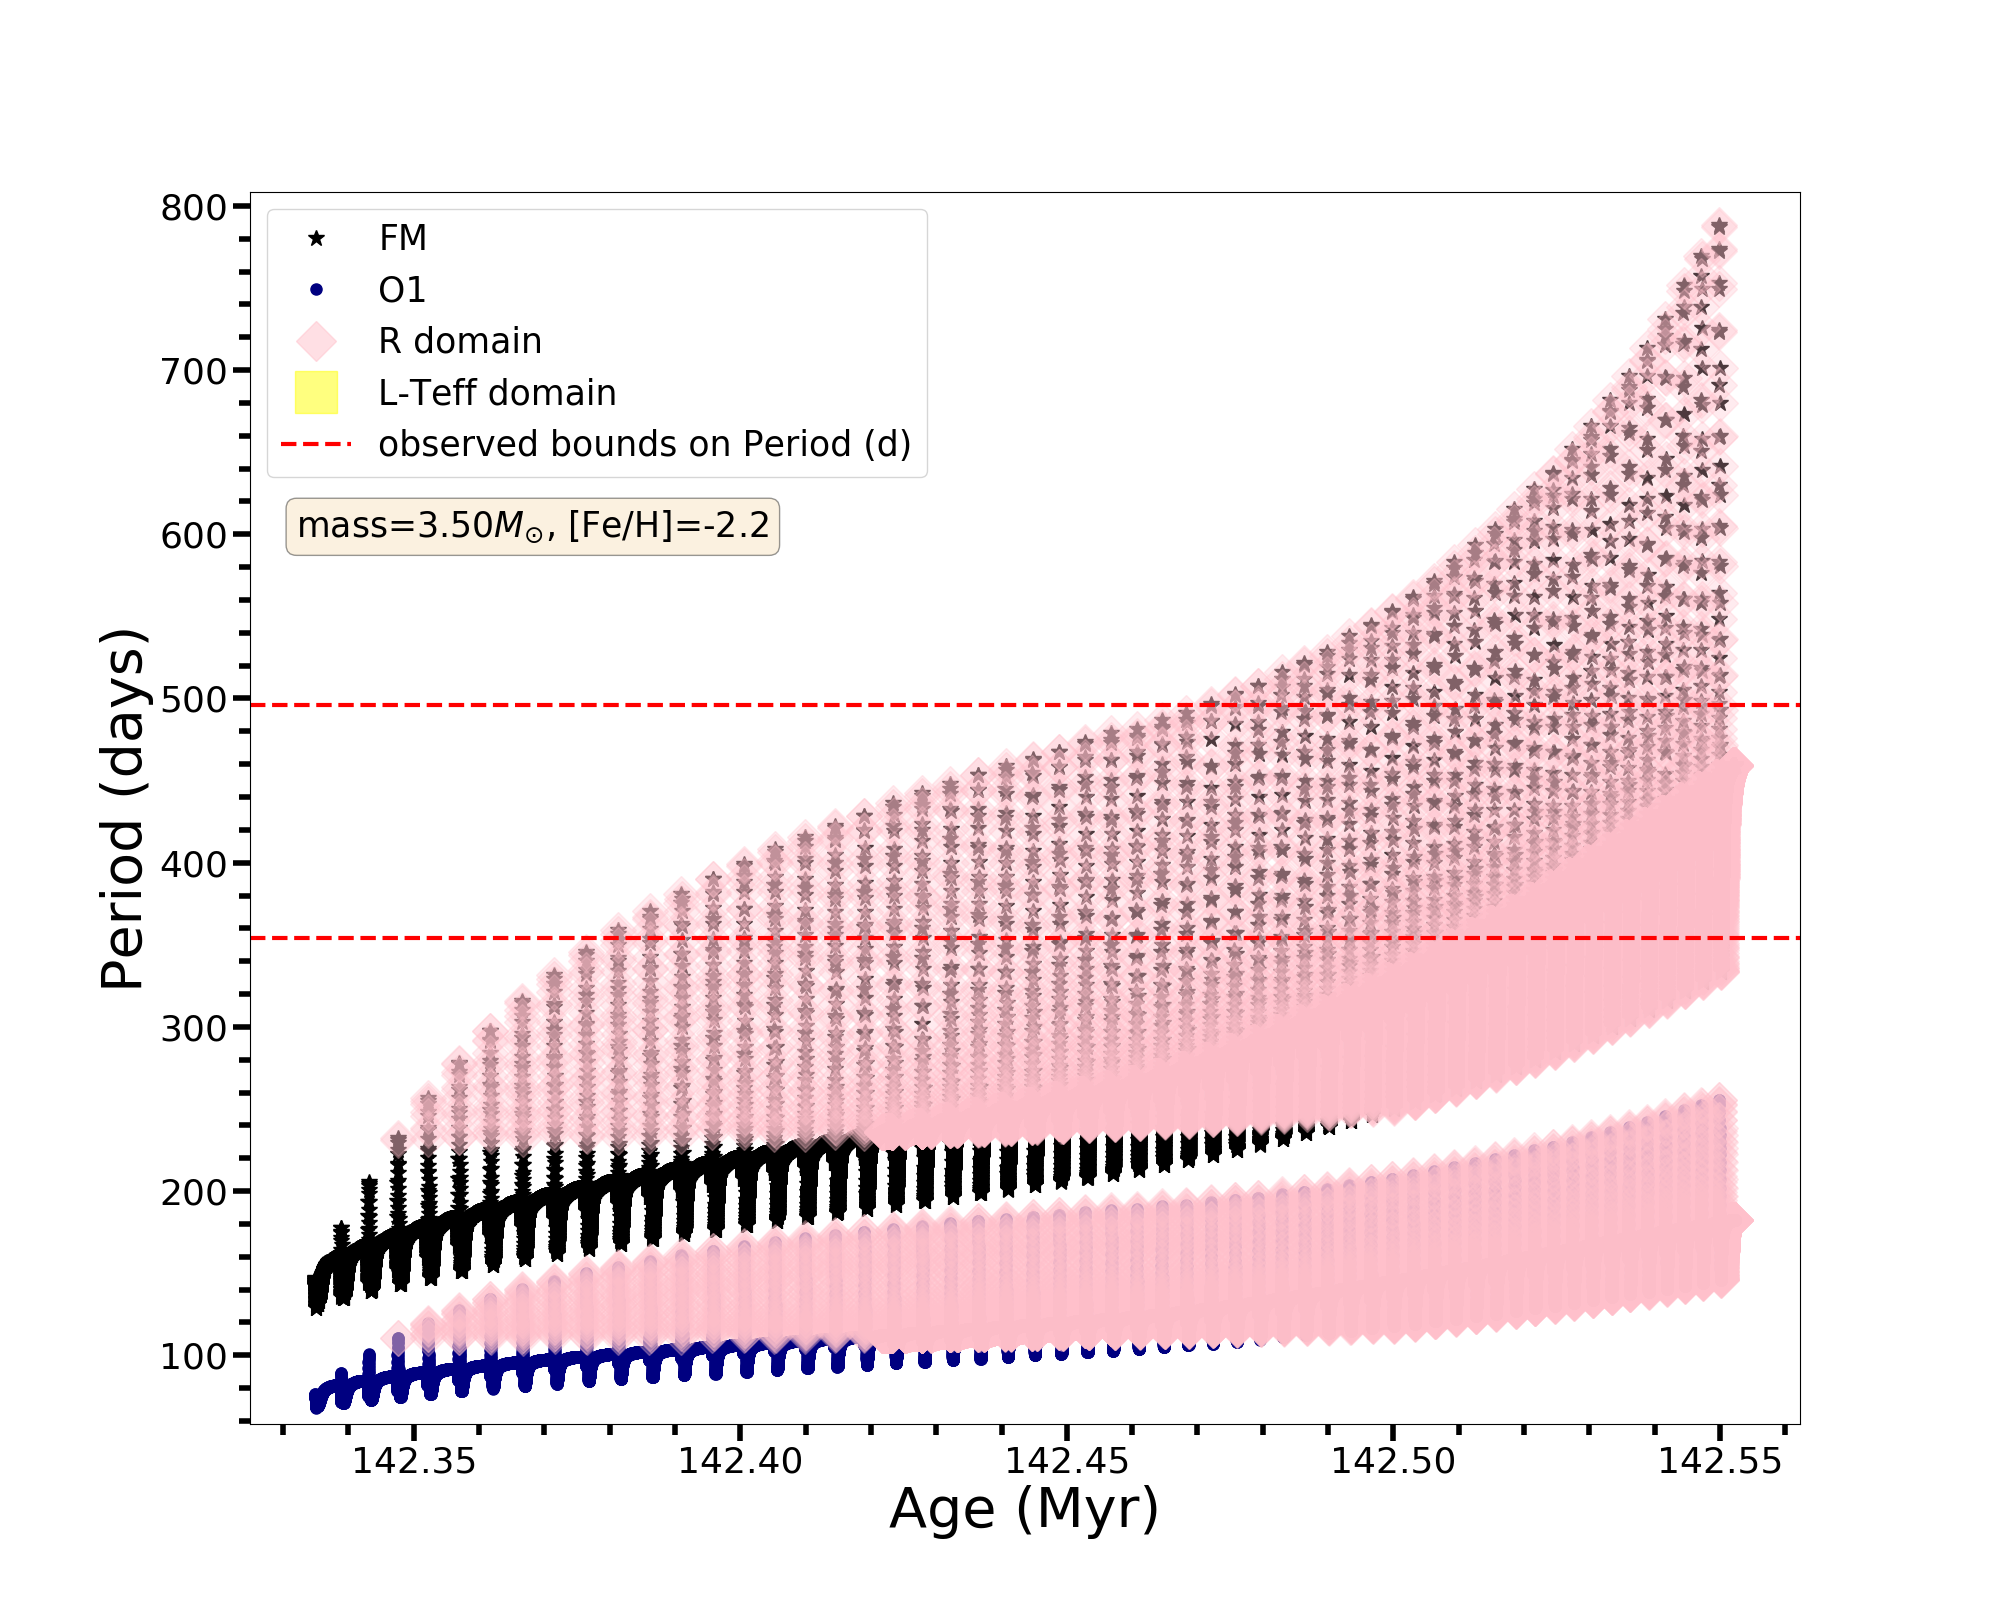 800
700
600
500
400
300
200
100
Period (days)
FM
O1
R domain
L-Teff domain
observed bounds on Period (d)
mass=3.50M☉, [Fe/H]=-2.2
142.35 142.40 142.45 142.50 142.55
Age (Myr)